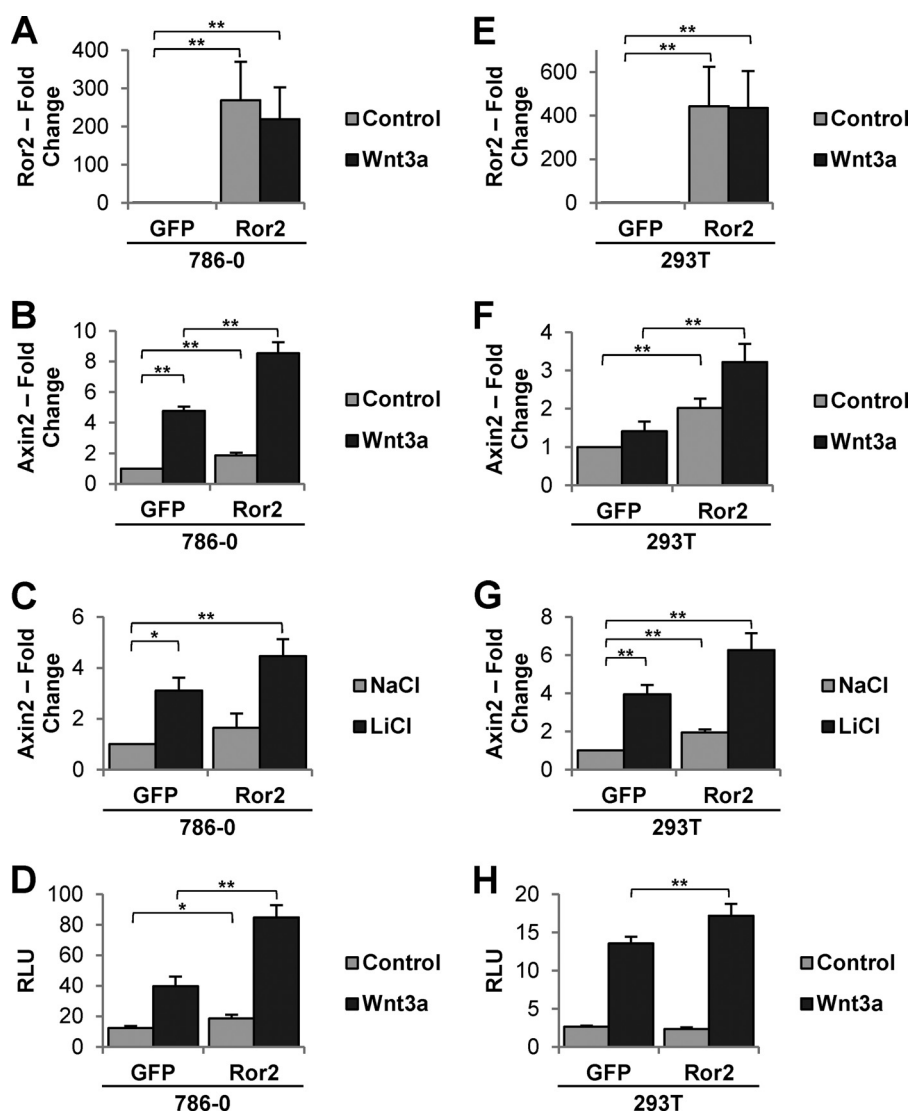 A
Ror2 – Fold
Change
400
300
200
100
0
**
**
GFP Ror2
786-0
Control
Wnt3a
E
Ror2 – Fold
Change
600
400
200
0
**
**
GFP Ror2
293T
Control
Wnt3a
B
Axin2 – Fold
Change
10
8
6
4
2
0
**
**
**
GFP Ror2
786-0
Control
Wnt3a
F
Axin2 – Fold
Change
4
3
2
1
0
**
**
GFP Ror2
293T
Control
Wnt3a
C
Axin2 – Fold
Change
6
4
2
0
**
*
GFP Ror2
786-0
NaCl
LiCl
G
Axin2 – Fold
Change
8
6
4
2
0
**
**
**
GFP Ror2
293T
NaCl
LiCl
D
RLU
100
80
60
40
20
0
**
*
GFP Ror2
786-0
Control
Wnt3a
H
RLU
20
15
10
5
0
**
GFP Ror2
293T
Control
Wnt3a